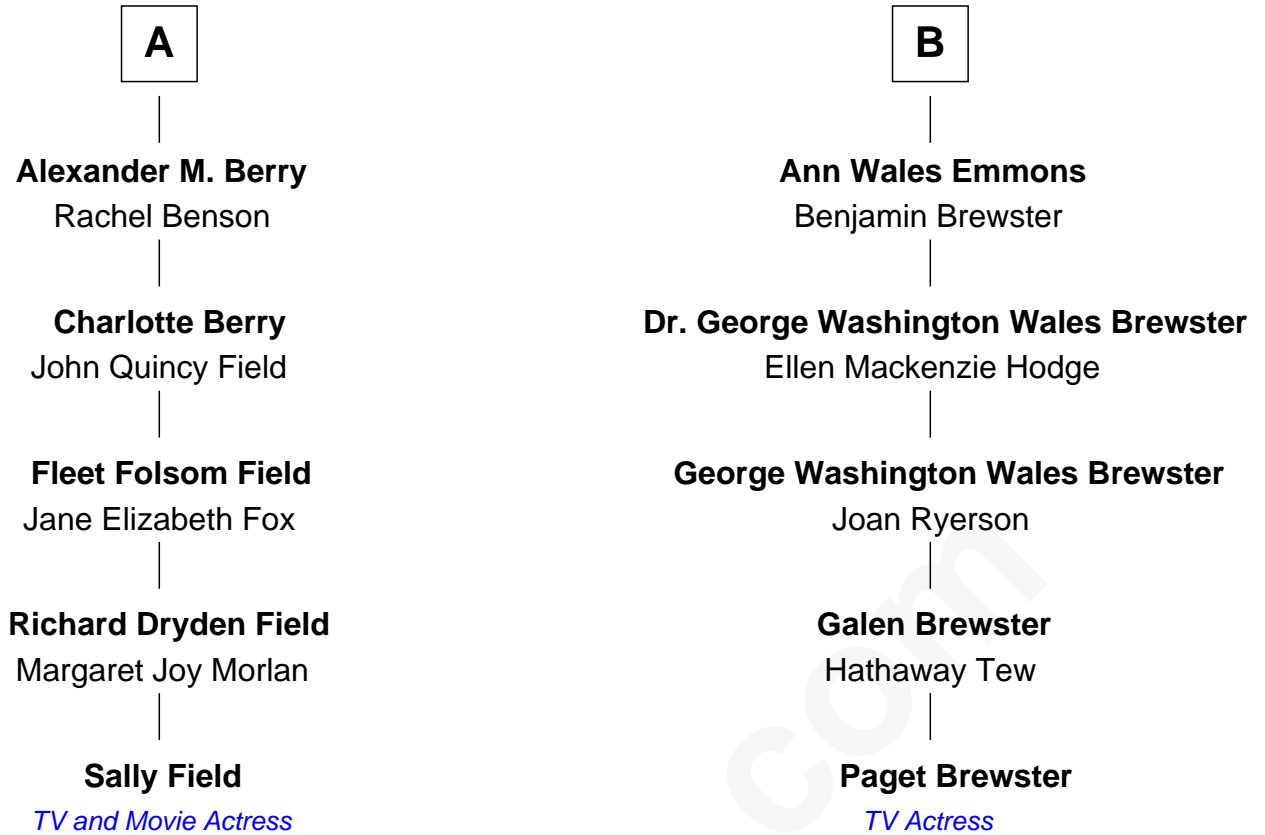 A
Alexander M. Berry
Rachel Benson
Charlotte Berry
John Quincy Field
Fleet Folsom Field
Jane Elizabeth Fox
Richard Dryden Field
Margaret Joy Morlan
Sally Field
TV and Movie Actress
B
Ann Wales Emmons
Benjamin Brewster
Dr. George Washington Wales Brewster
Ellen Mackenzie Hodge
George Washington Wales Brewster
Joan Ryerson
Galen Brewster
Hathaway Tew
Paget Brewster
TV Actress
com